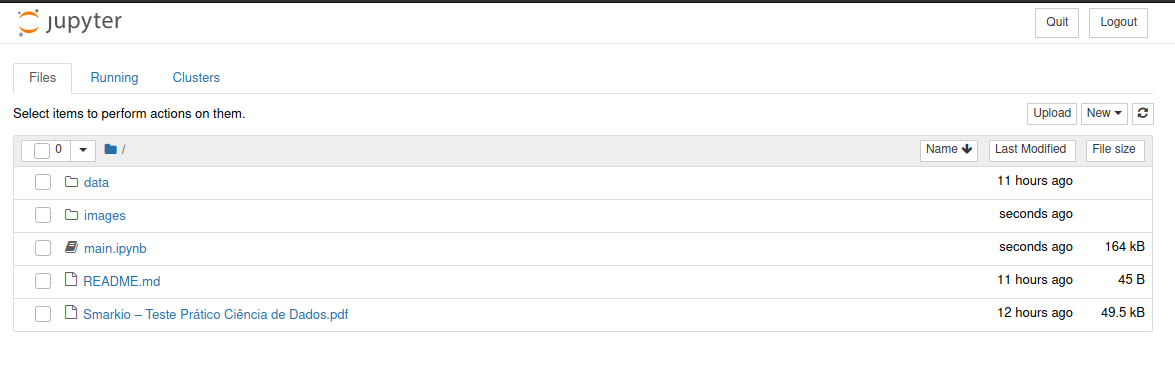 jupyter Quit Logout
Files Running Clusters
Select items to perform actions on them. Upload New
0 / Name Last Modified File size
data 11 hours ago
images seconds ago
main.ipynb seconds ago 164 kB
README.md 11 hours ago 45 B
Smarkio – Teste Prático Ciência de Dados.pdf 12 hours ago 49.5 kB